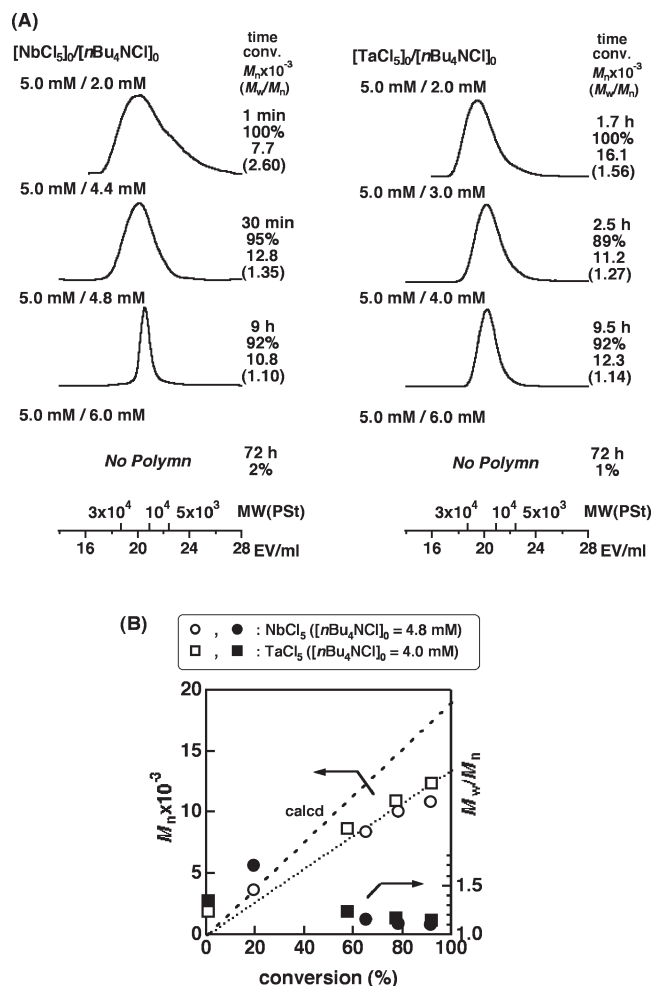 (A)
[NbCl5]0/[nBu4NCl]0
time
conv.
Mn x10-3
(Mw/Mn)
5.0 mM / 2.0 mM
1 min
100%
7.7
(2.60)
5.0 mM / 4.4 mM
30 min
95%
12.8
(1.35)
5.0 mM / 4.8 mM
9 h
92%
10.8
(1.10)
5.0 mM / 6.0 mM
No Polymn
72 h
2%
3x10⁴ 10⁴ 5x10³ MW(PSt)
16 20 24 28 EV/ml
[TaCl5]0/[nBu4NCl]0
time
conv.
Mn x10-3
(Mw/Mn)
5.0 mM / 2.0 mM
1.7 h
100%
16.1
(1.56)
5.0 mM / 3.0 mM
2.5 h
89%
11.2
(1.27)
5.0 mM / 4.0 mM
9.5 h
92%
12.3
(1.14)
5.0 mM / 6.0 mM
No Polymn
72 h
1%
3x10⁴ 10⁴ 5x10³ MW(PSt)
16 20 24 28 EV/ml
(B)
, : NbCl5 ([nBu4NCl]0 = 4.8 mM)
, : TaCl5 ([nBu4NCl]0 = 4.0 mM)
20
15
10
5
0
Mn x10-3
calcd
Mw/Mn
1.5
1.0
0 20 40 60 80 100
conversion (%)